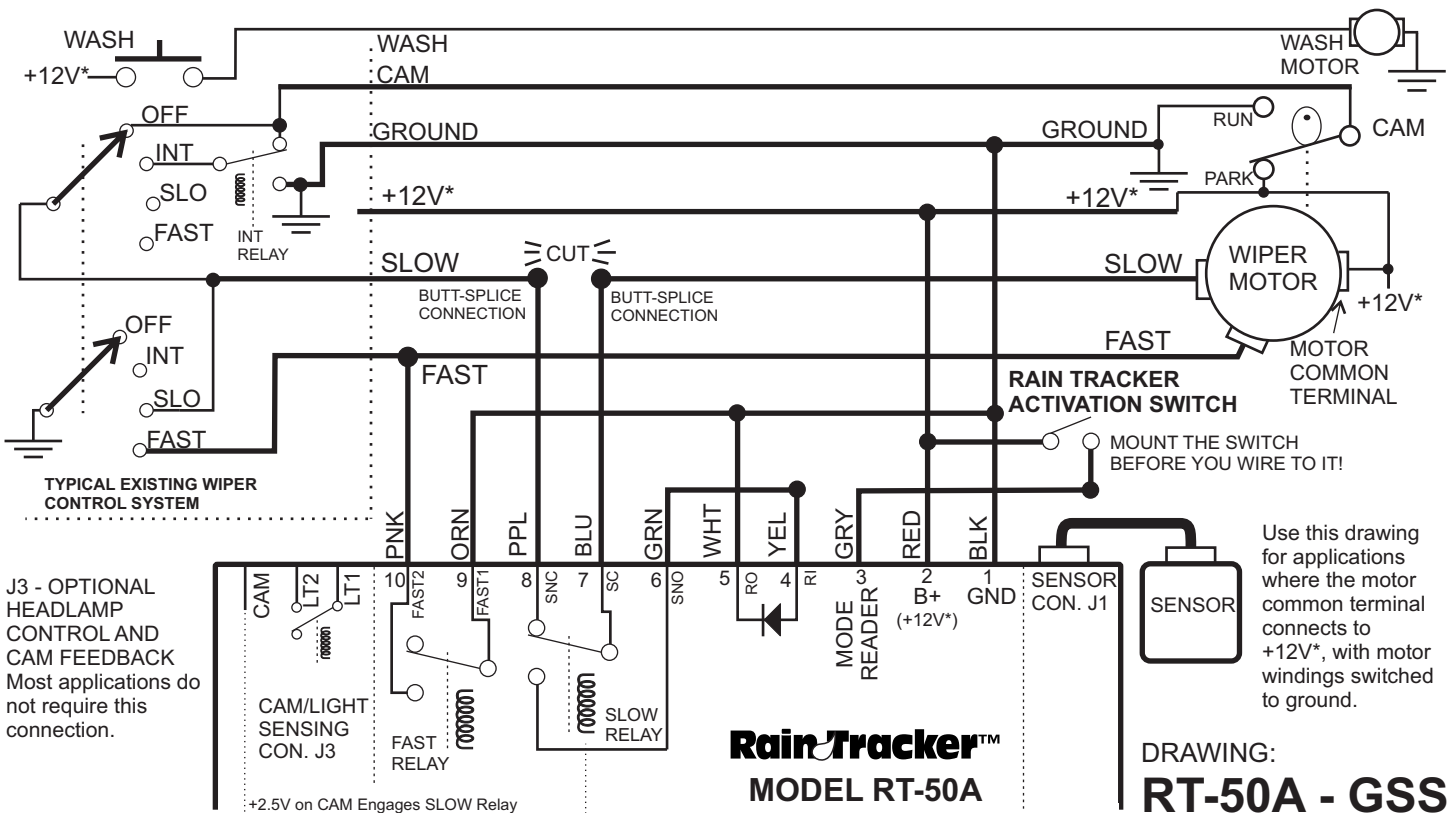 WASH
+12V*
WASH
CAM
WASH
MOTOR
OFF
INT
SLO
FAST
INT
RELAY
GROUND
GROUND
RUN
CAM
PARK
+12V*
+12V*
SLOW
CUT
BUTT-SPLICE
CONNECTION
BUTT-SPLICE
CONNECTION
SLOW
WIPER
MOTOR
+12V*
OFF
INT
SLO
FAST
FAST
FAST
MOTOR
COMMON
TERMINAL
RAIN TRACKER
ACTIVATION SWITCH
MOUNT THE SWITCH
BEFORE YOU WIRE TO IT!
TYPICAL EXISTING WIPER
CONTROL SYSTEM
PNK
ORN
PPL
BLU
GRN
WHT
YEL
GRY
RED
BLK
J3 - OPTIONAL
HEADLAMP
CONTROL AND
CAM FEEDBACK
Most applications do
not require this
connection.
CAM
LT2
LT1
10
FAST2
9
FAST1
8
SNC
7
SC
6
SNO
5
RO
4
RI
3
MODE
READER
2
B+
(+12V*)
1
GND
SENSOR
CON. J1
SENSOR
Use this drawing
for applications
where the motor
common terminal
connects to
+12V*, with motor
windings switched
to ground.
CAM/LIGHT
SENSING
CON. J3
FAST
RELAY
SLOW
RELAY
+2.5V on CAM Engages SLOW Relay
Rain Tracker™
MODEL RT-50A
DRAWING:
RT-50A - GSS